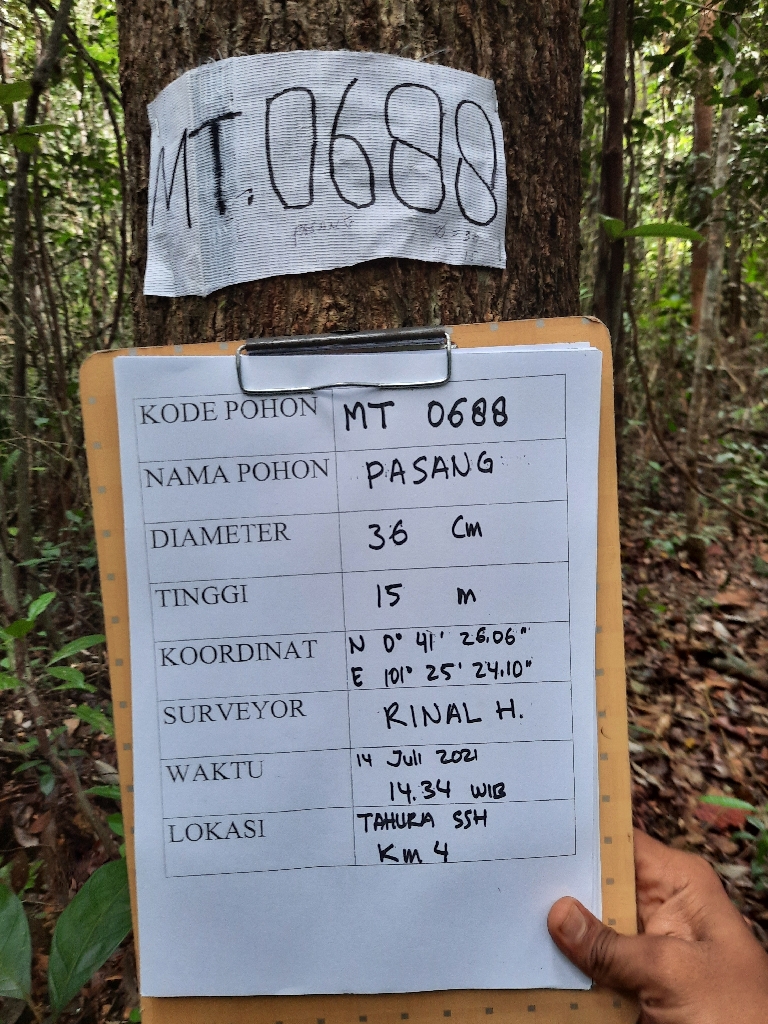 MT.0688
PASANG
KODE POHON MT 0688
NAMA POHON PASANG
DIAMETER 36 Cm
TINGGI 15 m
KOORDINAT N 0° 41' 26.06"
E 101° 25' 24.10"
SURVEYOR RINAL H.
WAKTU 14 Juli 2021
14.34 WIB
LOKASI TAHURA SSH
Km 4